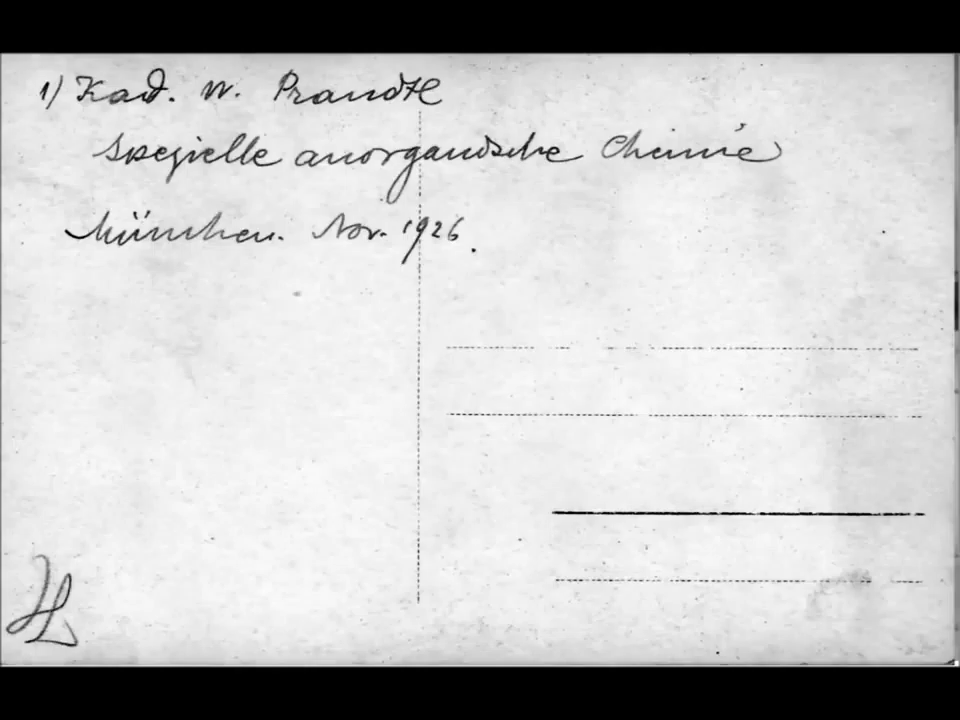 1) Kad. W. Prandtl
spezielle anorganische Chemie
München. Nov. 1926.